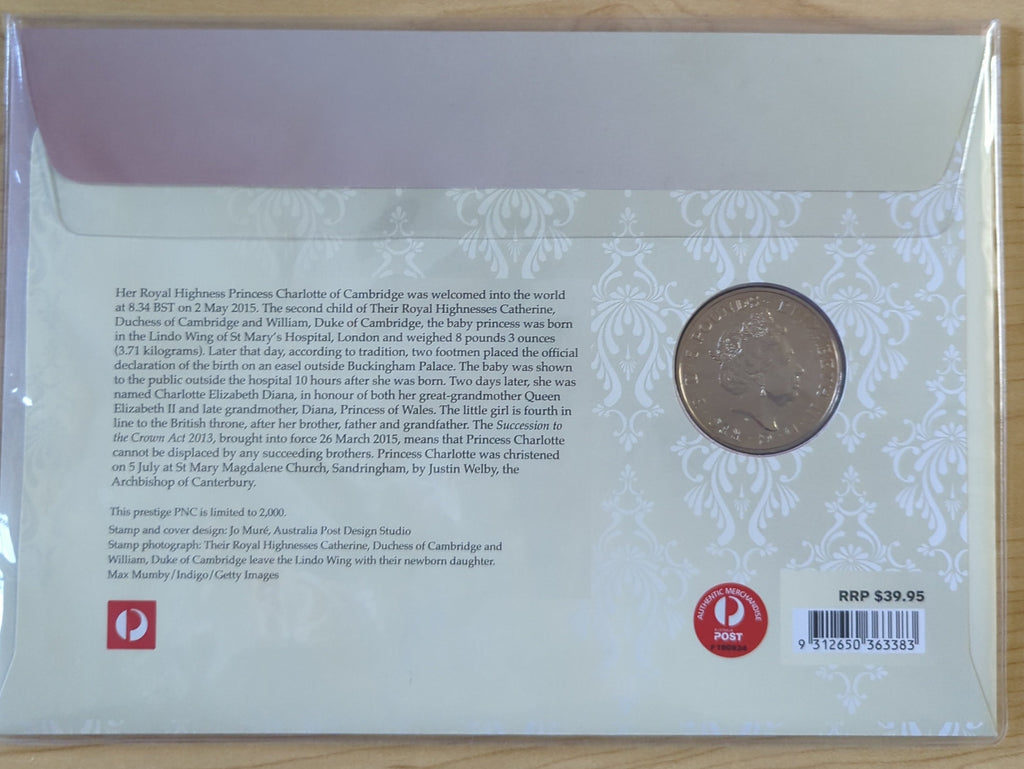 Her Royal Highness Princess Charlotte of Cambridge was welcomed into the world
at 8.34 BST on 2 May 2015. The second child of Their Royal Highnesses Catherine,
Duchess of Cambridge and William, Duke of Cambridge, the baby princess was born
in the Lindo Wing of St Mary's Hospital, London and weighed 8 pounds 3 ounces
(3.71 kilograms). Later that day, according to tradition, two footmen placed the official
declaration of the birth on an easel outside Buckingham Palace. The baby was shown
to the public outside the hospital 10 hours after she was born. Two days later, she was
named Charlotte Elizabeth Diana, in honour of both her great-grandmother Queen
Elizabeth II and late grandmother, Diana, Princess of Wales. The little girl is fourth in
line to the British throne, after her brother, father and grandfather. The Succession to
the Crown Act 2013, brought into force 26 March 2015, means that Princess Charlotte
cannot be displaced by any succeeding brothers. Princess Charlotte was christened
on 5 July at St Mary Magdalene Church, Sandringham, by Justin Welby, the
Archbishop of Canterbury.
This prestige PNC is limited to 2,000.
Stamp and cover design: Jo Muré, Australia Post Design Studio
Stamp photograph: Their Royal Highnesses Catherine, Duchess of Cambridge and
William, Duke of Cambridge leave the Lindo Wing with their newborn daughter.
Max Mumby/Indigo/Getty Images
POUNDS
AUTHENTIC MERCHANDISE
AUSTRALIA
POST
RRP $39.95
9 312650 363383